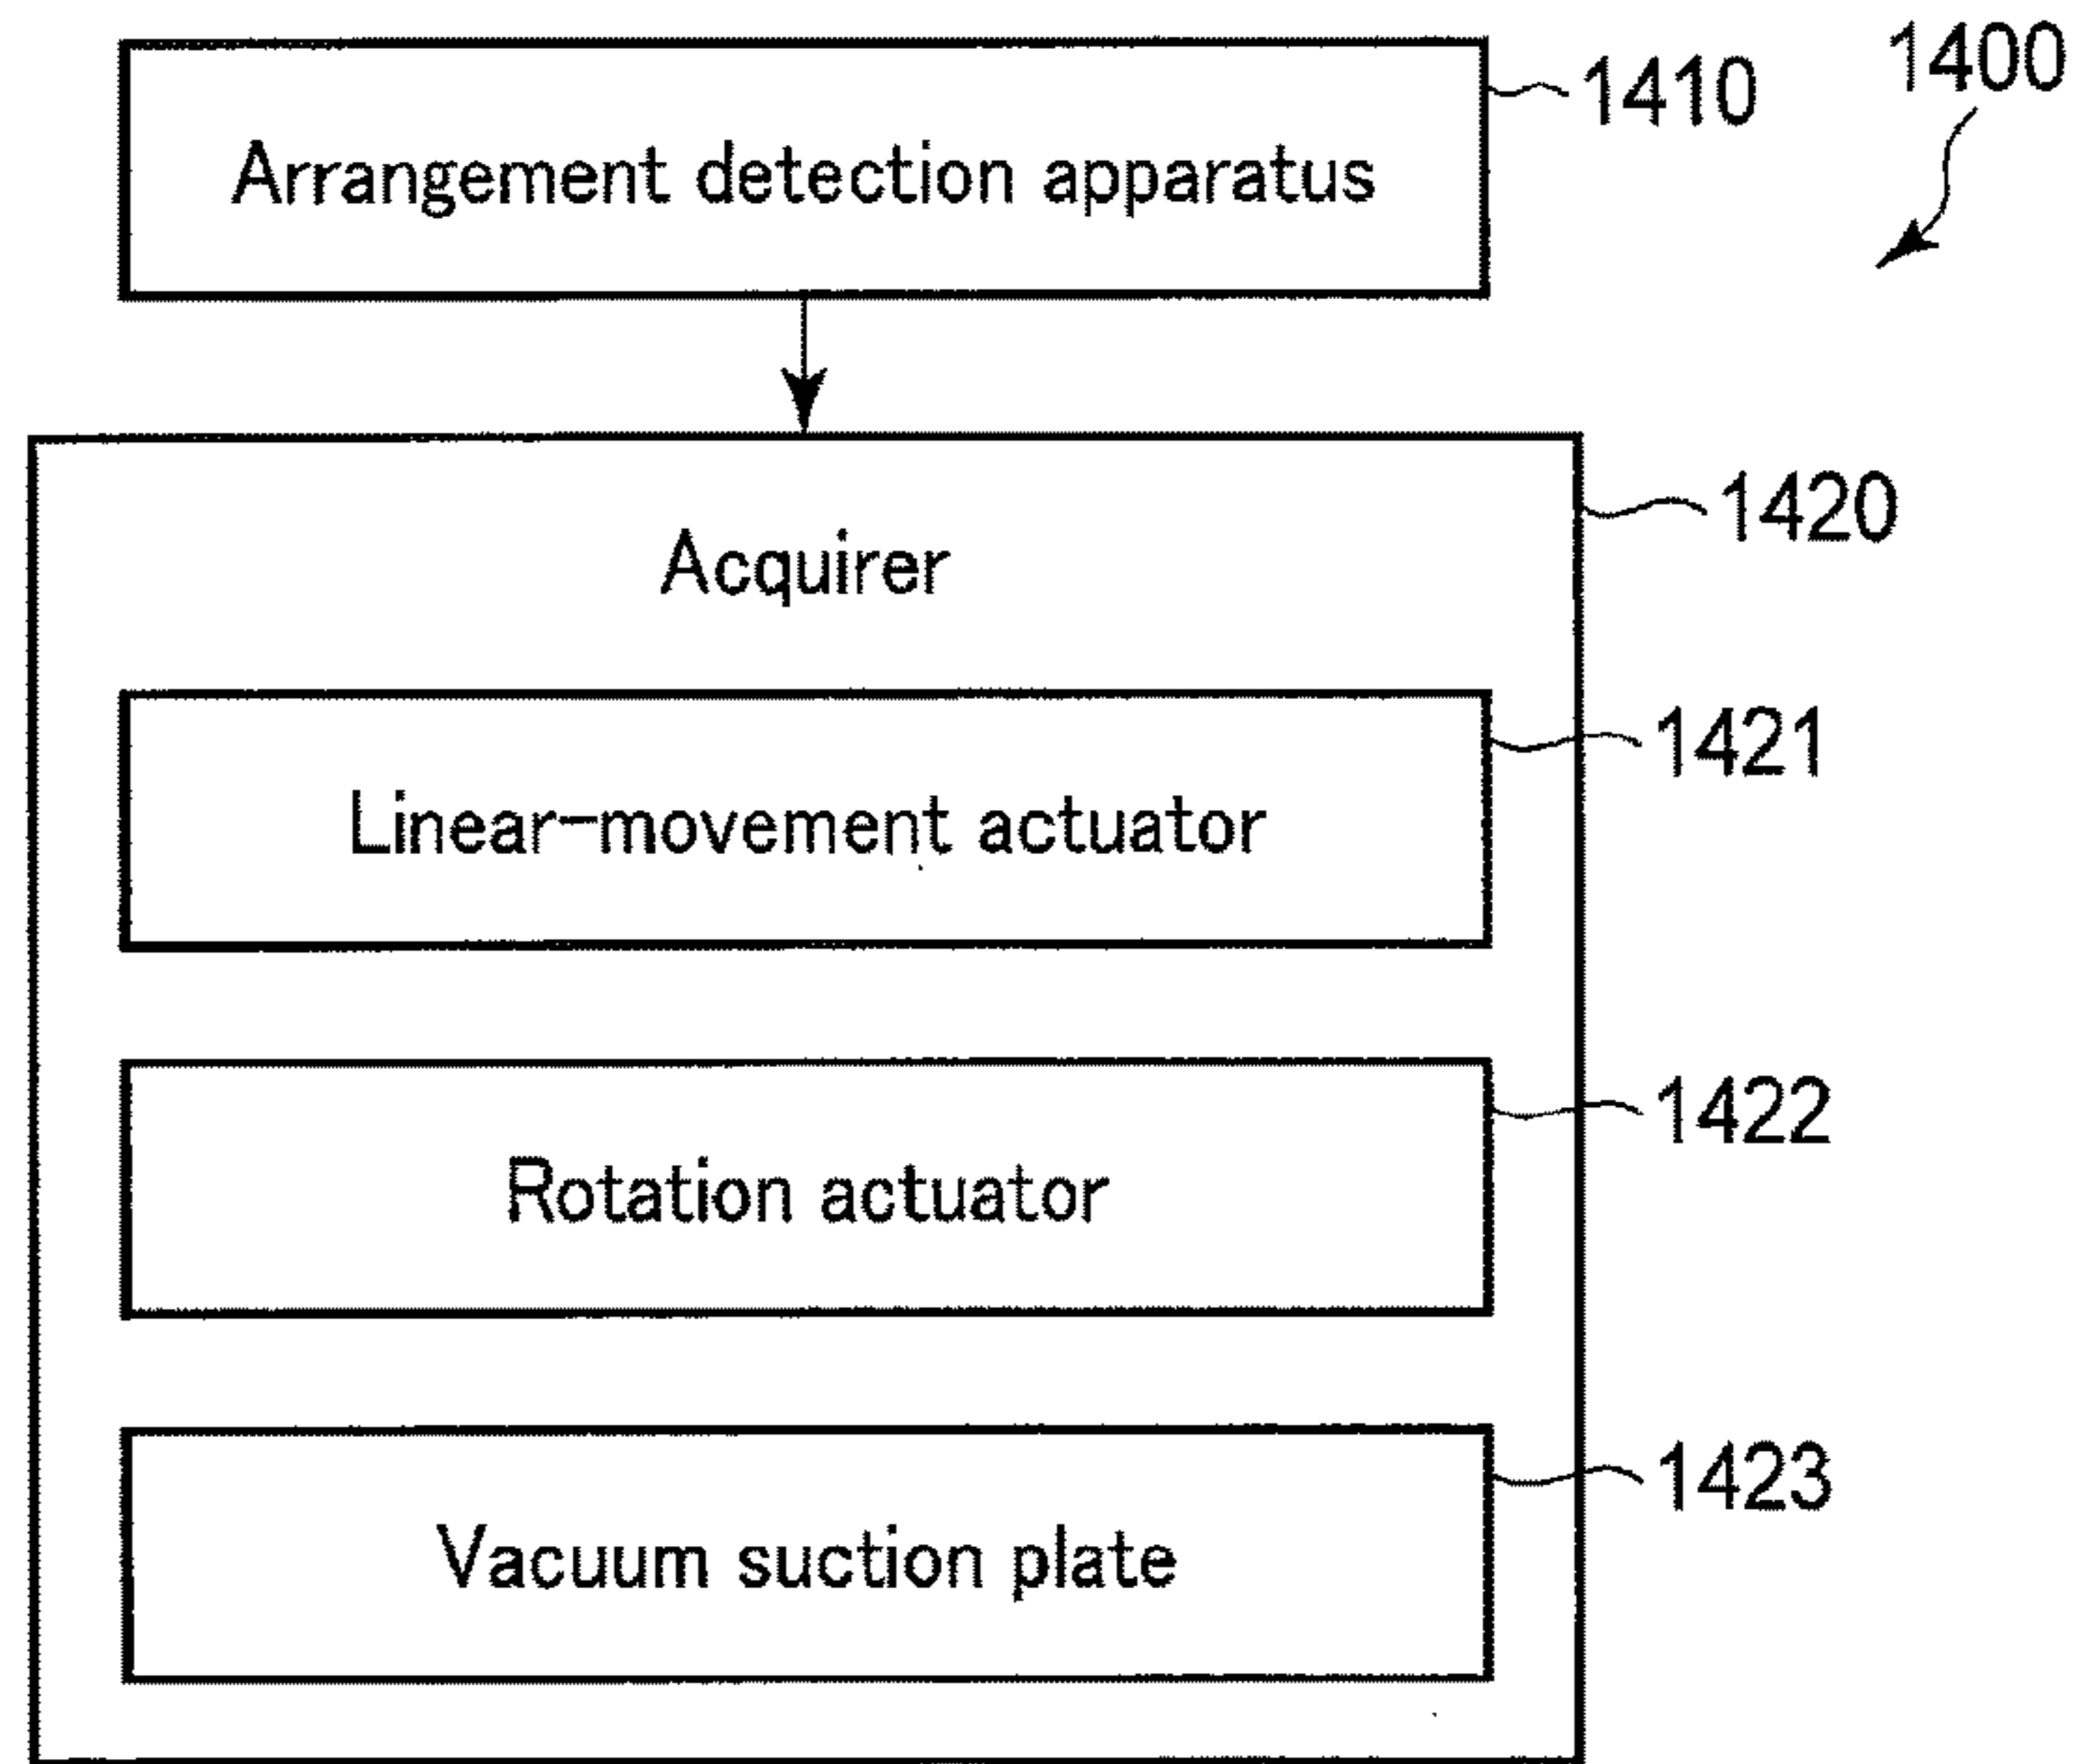 1400
Arrangement detection apparatus
1410
Acquirer
1420
Linear-movement actuator
1421
Rotation actuator
1422
Vacuum suction plate
1423